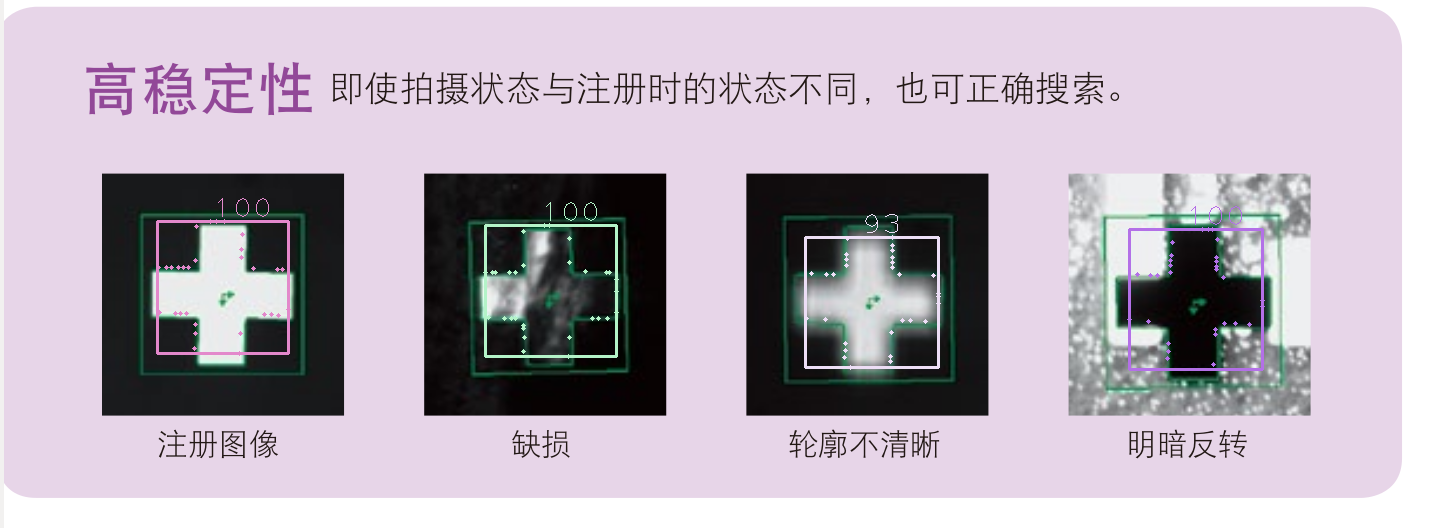 高稳定性 即使拍摄状态与注册时的状态不同，也可正确搜索。
100 100 93 100
注册图像 缺损 轮廓不清晰 明暗反转